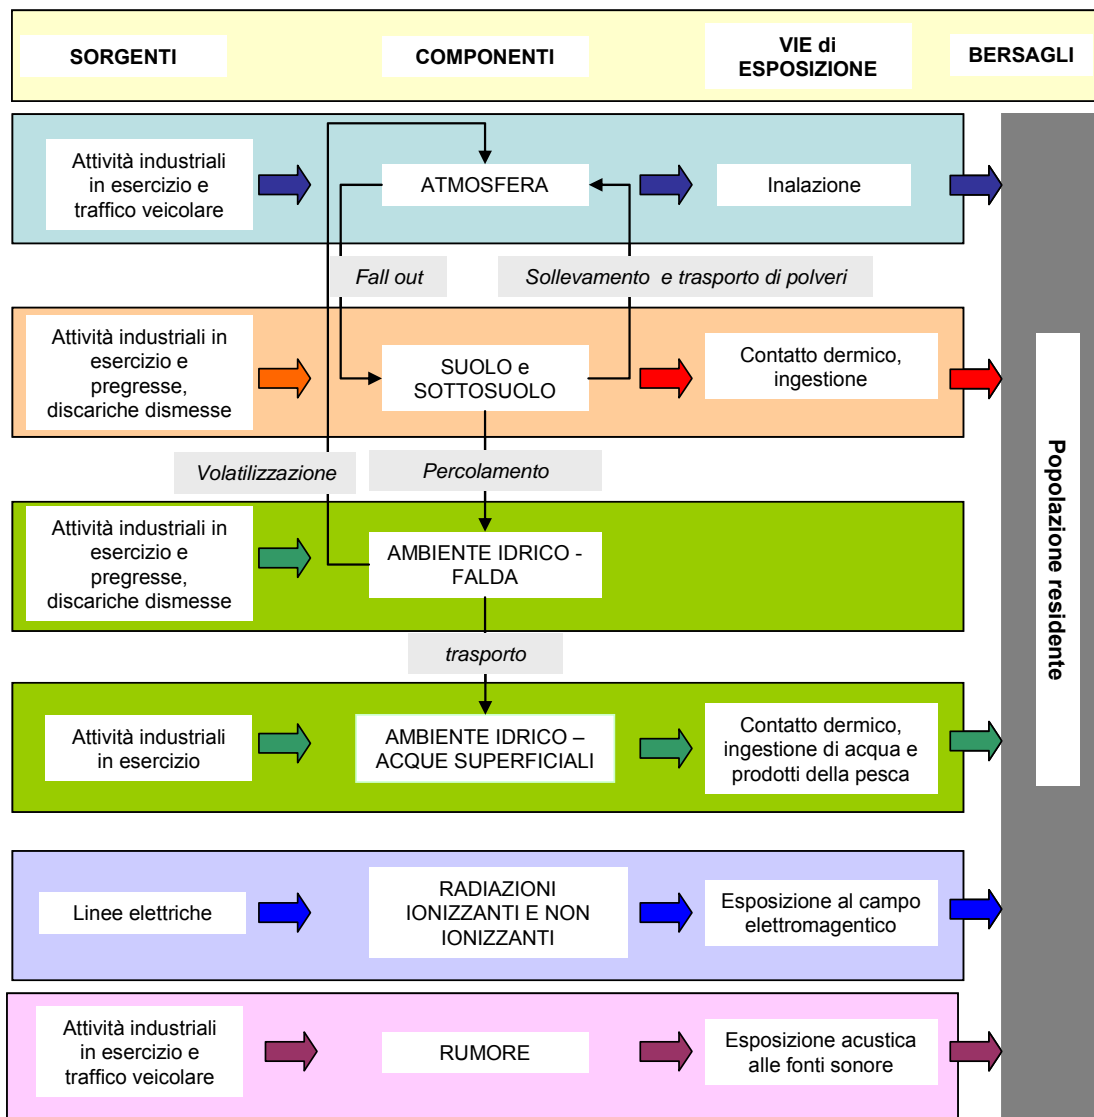 SORGENTI
COMPONENTI
VIE di
ESPOSIZIONE
BERSAGLI
Attività industriali
in esercizio e
traffico veicolare
ATMOSFERA
Inalazione
Fall out
Sollevamento e trasporto di polveri
Attività industriali in
esercizio e
pregresse,
discariche dismesse
SUOLO e
SOTTOSUOLO
Contatto dermico,
ingestione
Volatilizzazione
Percolamento
Attività industriali in
esercizio e
pregresse,
discariche dismesse
AMBIENTE IDRICO -
FALDA
trasporto
Attività industriali
in esercizio
AMBIENTE IDRICO –
ACQUE SUPERFICIALI
Contatto dermico,
ingestione di acqua e
prodotti della pesca
Linee elettriche
RADIAZIONI
IONIZZANTI E NON
IONIZZANTI
Esposizione al campo
elettromagentico
Attività industriali
in esercizio e
traffico veicolare
RUMORE
Esposizione acustica
alle fonti sonore
Popolazione residente